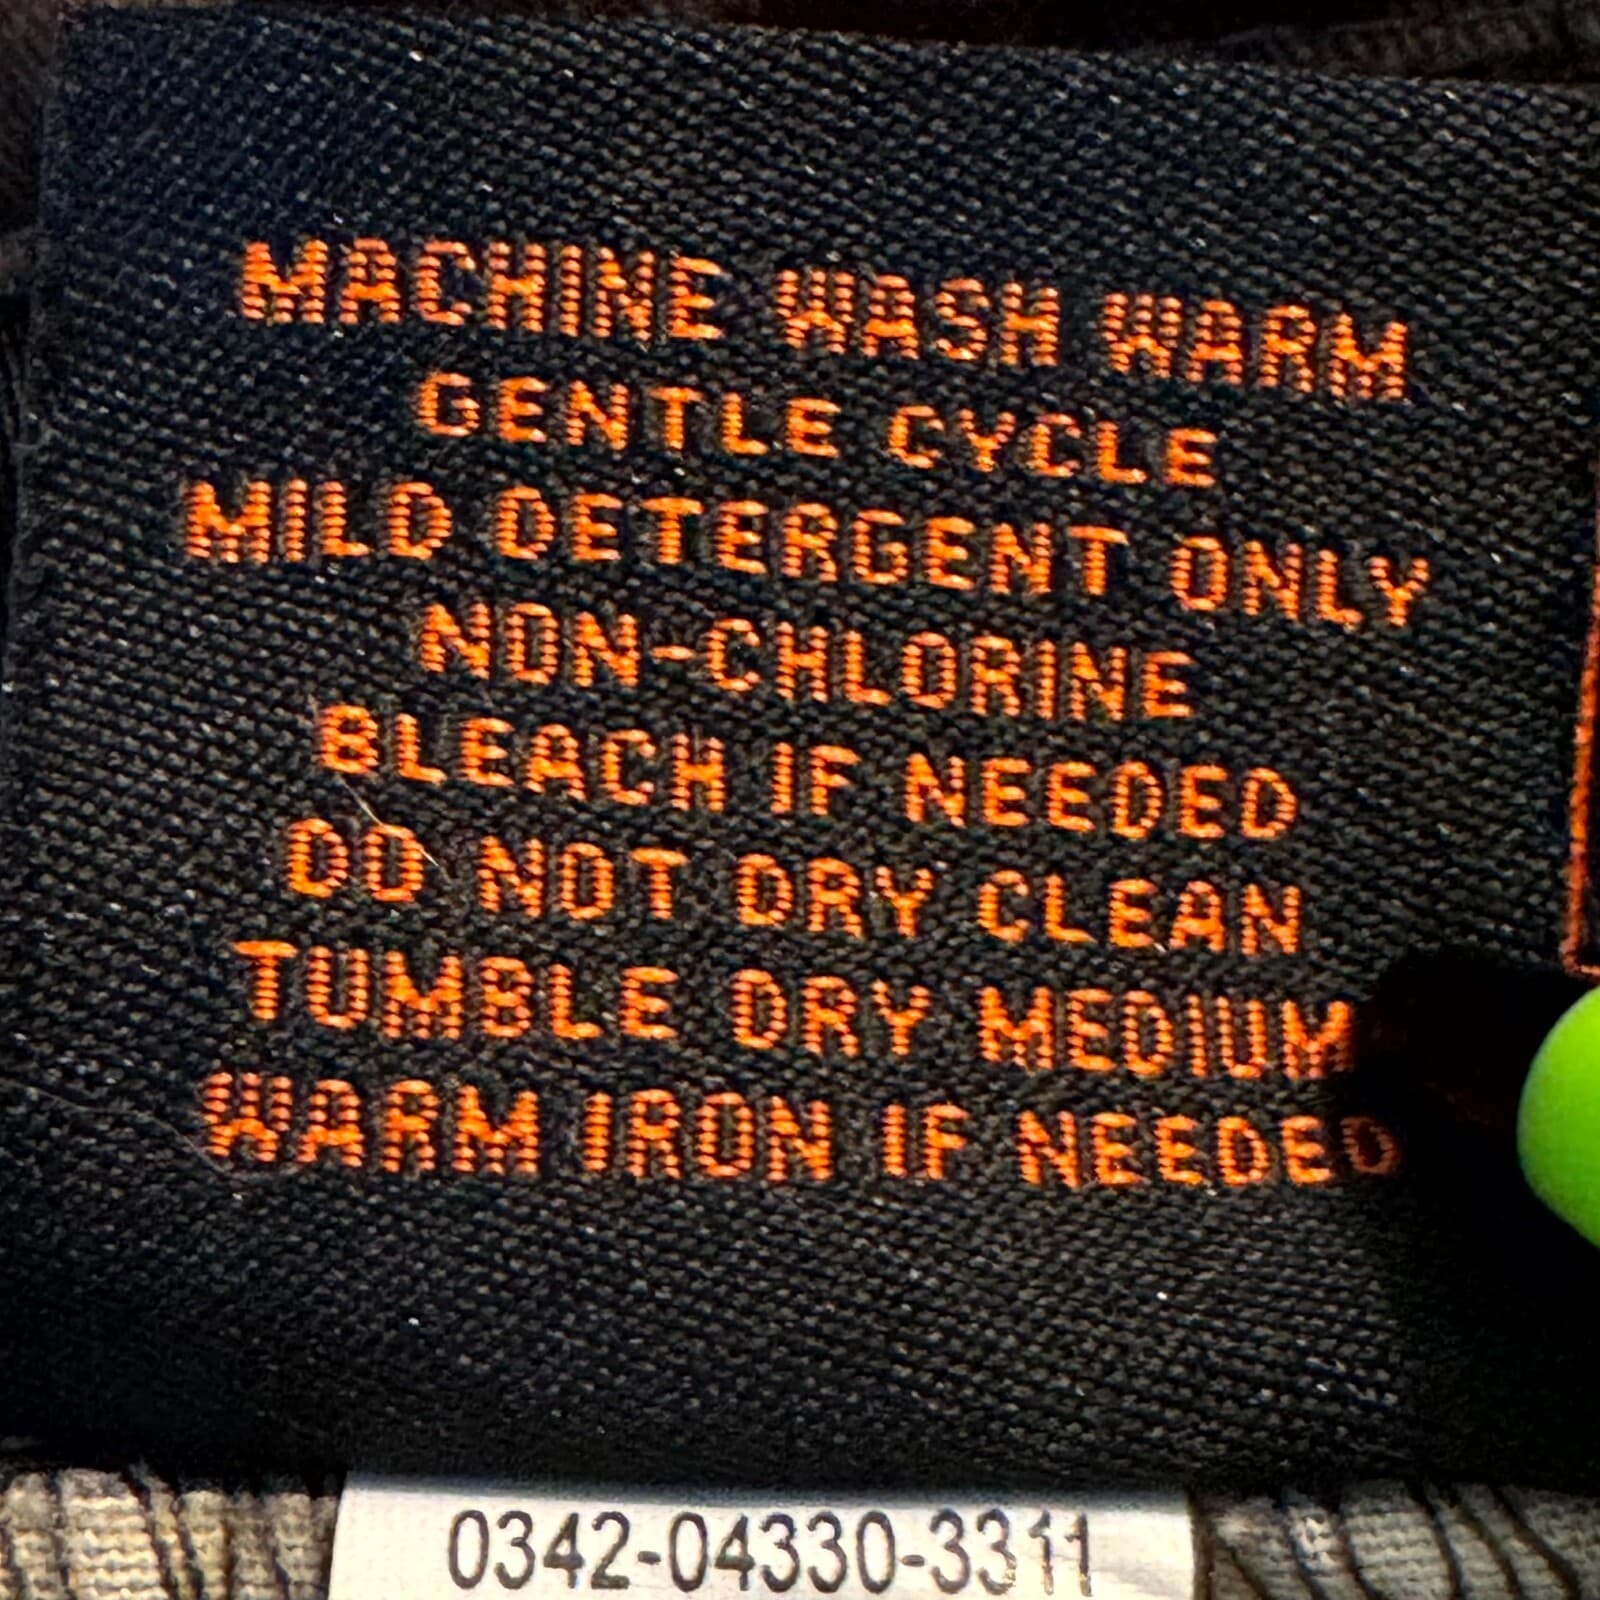 MACHINE WASH WARM
GENTLE CYCLE
MILD DETERGENT ONLY
NON-CHLORINE
BLEACH IF NEEDED
DO NOT DRY CLEAN
TUMBLE DRY MEDIUM
WARM IRON IF NEEDED
0342-04330-3311